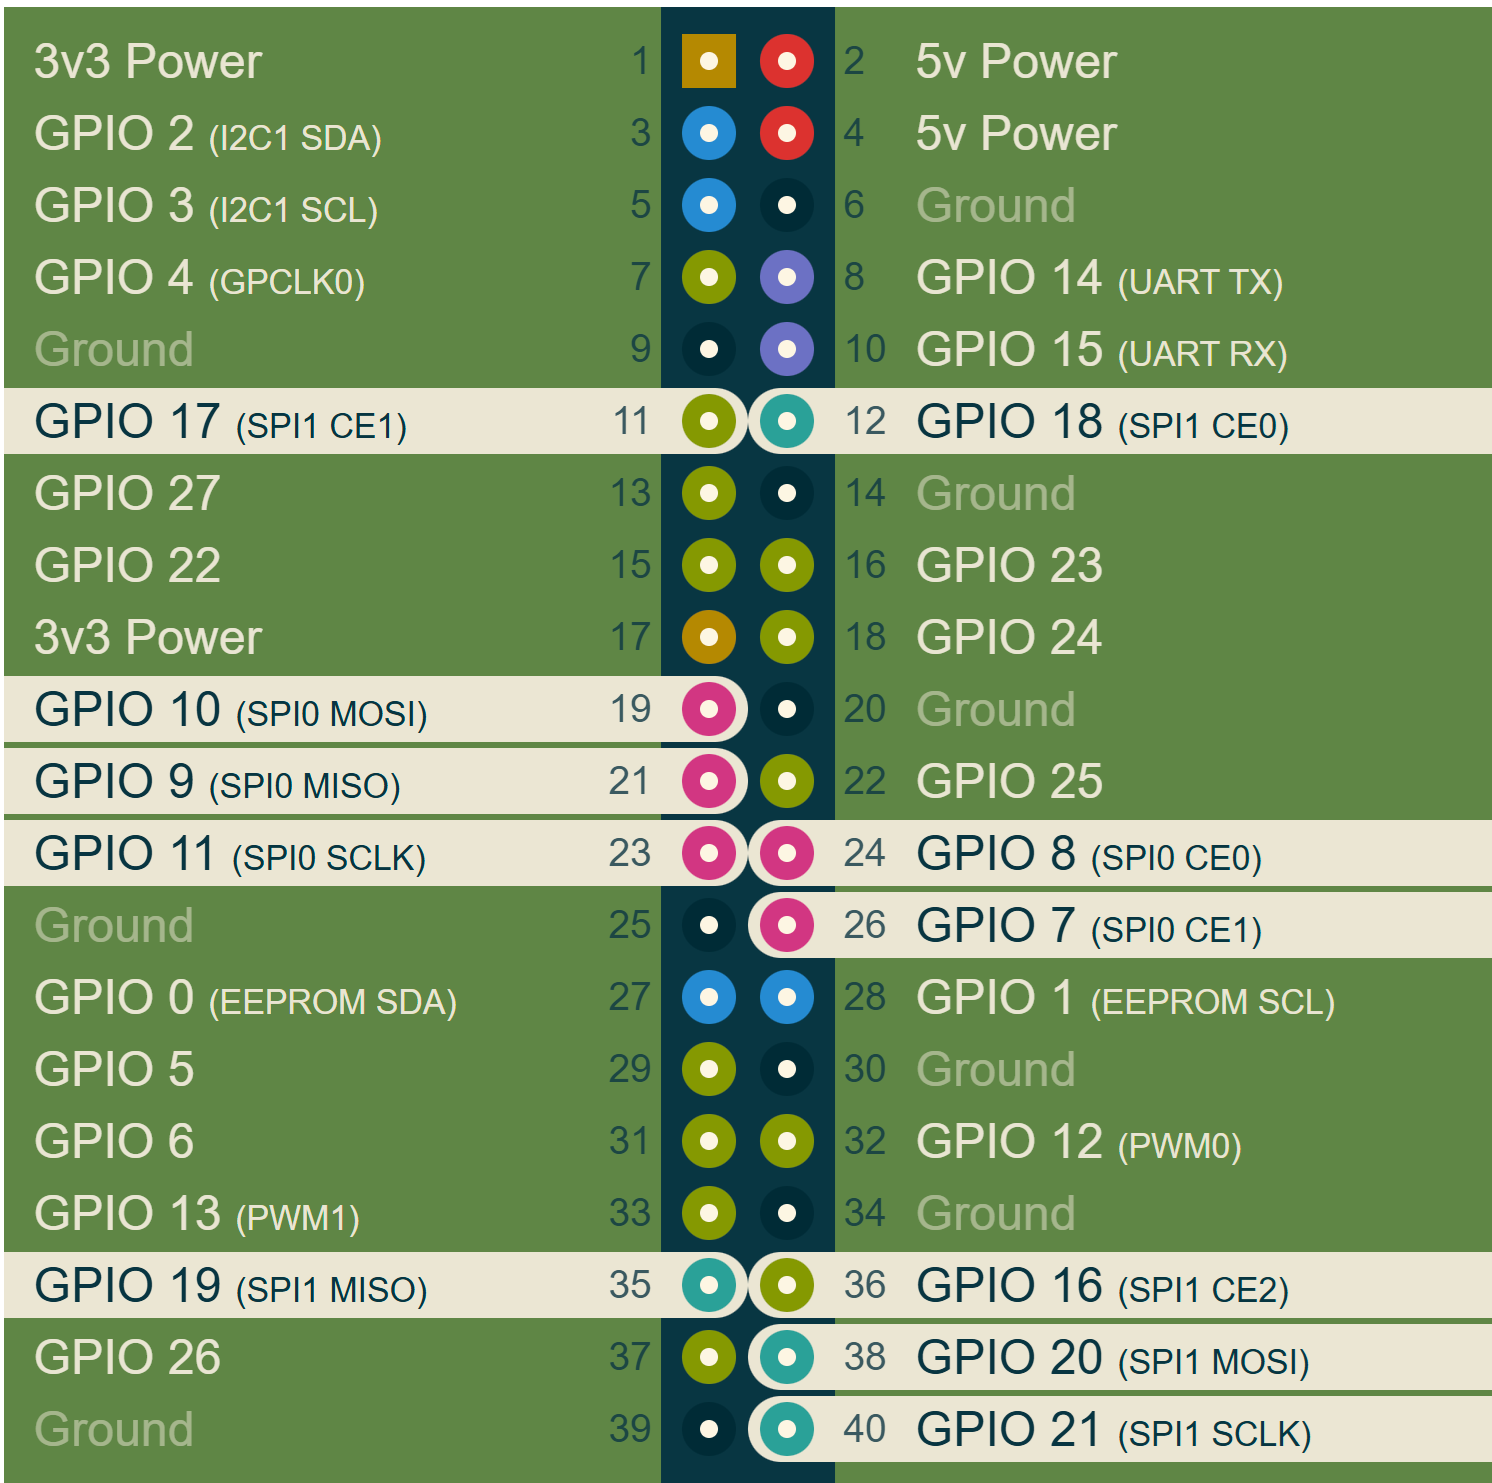 3v3 Power 1 2 5v Power
GPIO 2 (I2C1 SDA) 3 4 5v Power
GPIO 3 (I2C1 SCL) 5 6 Ground
GPIO 4 (GPCLK0) 7 8 GPIO 14 (UART TX)
Ground 9 10 GPIO 15 (UART RX)
GPIO 17 (SPI1 CE1) 11 12 GPIO 18 (SPI1 CE0)
GPIO 27 13 14 Ground
GPIO 22 15 16 GPIO 23
3v3 Power 17 18 GPIO 24
GPIO 10 (SPI0 MOSI) 19 20 Ground
GPIO 9 (SPI0 MISO) 21 22 GPIO 25
GPIO 11 (SPI0 SCLK) 23 24 GPIO 8 (SPI0 CE0)
Ground 25 26 GPIO 7 (SPI0 CE1)
GPIO 0 (EEPROM SDA) 27 28 GPIO 1 (EEPROM SCL)
GPIO 5 29 30 Ground
GPIO 6 31 32 GPIO 12 (PWM0)
GPIO 13 (PWM1) 33 34 Ground
GPIO 19 (SPI1 MISO) 35 36 GPIO 16 (SPI1 CE2)
GPIO 26 37 38 GPIO 20 (SPI1 MOSI)
Ground 39 40 GPIO 21 (SPI1 SCLK)